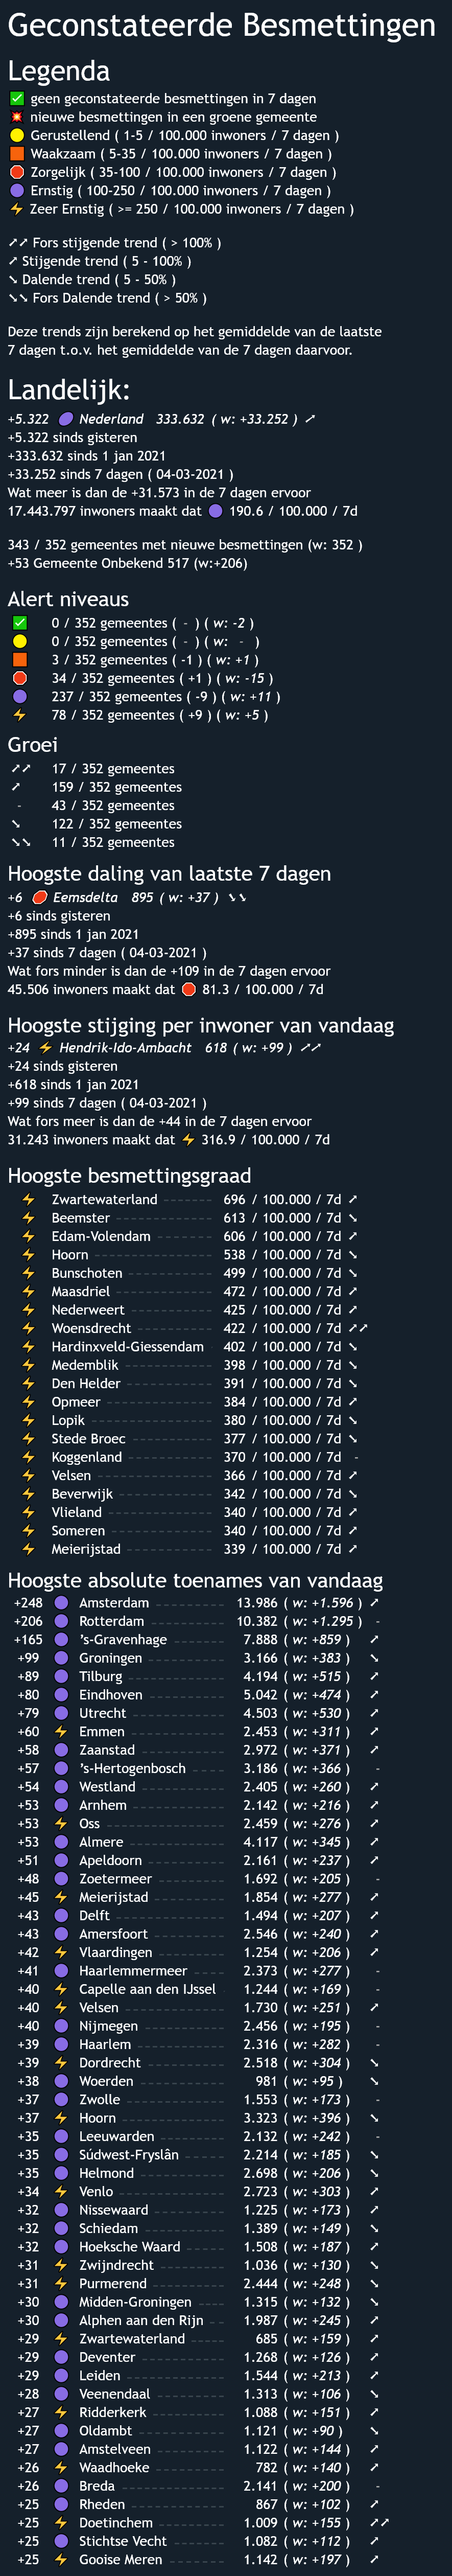 Geconstateerde Besmettingen
Legenda
geen geconstateerde besmettingen in 7 dagen
nieuwe besmettingen in een groene gemeente
Gerustellend ( 1-5 / 100.000 inwoners / 7 dagen )
Waakzaam ( 5-35 / 100.000 inwoners / 7 dagen )
Zorgelijk ( 35-100 / 100.000 inwoners / 7 dagen )
Ernstig ( 100-250 / 100.000 inwoners / 7 dagen )
Zeer Ernstig ( >= 250 / 100.000 inwoners / 7 dagen )
➚➚ Fors stijgende trend ( > 100% )
➚ Stijgende trend ( 5 - 100% )
➘ Dalende trend ( 5 - 50% )
➘➘ Fors Dalende trend ( > 50% )
Deze trends zijn berekend op het gemiddelde van de laatste
7 dagen t.o.v. het gemiddelde van de 7 dagen daarvoor.
Landelijk:
+5.322 Nederland 333.632 ( w: +33.252 ) ➚
+5.322 sinds gisteren
+333.632 sinds 1 jan 2021
+33.252 sinds 7 dagen ( 04-03-2021 )
Wat meer is dan de +31.573 in de 7 dagen ervoor
17.443.797 inwoners maakt dat 190.6 / 100.000 / 7d
343 / 352 gemeentes met nieuwe besmettingen (w: 352 )
+53 Gemeente Onbekend 517 (w:+206)
Alert niveaus
0 / 352 gemeentes ( - ) ( w: -2 )
0 / 352 gemeentes ( - ) ( w: - )
3 / 352 gemeentes ( -1 ) ( w: +1 )
34 / 352 gemeentes ( +1 ) ( w: -15 )
237 / 352 gemeentes ( -9 ) ( w: +11 )
78 / 352 gemeentes ( +9 ) ( w: +5 )
Groei
➚➚ 17 / 352 gemeentes
➚ 159 / 352 gemeentes
- 43 / 352 gemeentes
➘ 122 / 352 gemeentes
➘➘ 11 / 352 gemeentes
Hoogste daling van laatste 7 dagen
+6 Eemsdelta 895 ( w: +37 ) ➘➘
+6 sinds gisteren
+895 sinds 1 jan 2021
+37 sinds 7 dagen ( 04-03-2021 )
Wat fors minder is dan de +109 in de 7 dagen ervoor
45.506 inwoners maakt dat 81.3 / 100.000 / 7d
Hoogste stijging per inwoner van vandaag
+24 Hendrik-Ido-Ambacht 618 ( w: +99 ) ➚➚
+24 sinds gisteren
+618 sinds 1 jan 2021
+99 sinds 7 dagen ( 04-03-2021 )
Wat fors meer is dan de +44 in de 7 dagen ervoor
31.243 inwoners maakt dat 316.9 / 100.000 / 7d
Hoogste besmettingsgraad
Zwartewaterland 696 / 100.000 / 7d ➚
Beemster 613 / 100.000 / 7d ➘
Edam-Volendam 606 / 100.000 / 7d ➚
Hoorn 538 / 100.000 / 7d ➘
Bunschoten 499 / 100.000 / 7d ➘
Maasdriel 472 / 100.000 / 7d ➚
Nederweert 425 / 100.000 / 7d ➚
Woensdrecht 422 / 100.000 / 7d ➚➚
Hardinxveld-Giessendam 402 / 100.000 / 7d ➘
Medemblik 398 / 100.000 / 7d ➘
Den Helder 391 / 100.000 / 7d ➘
Opmeer 384 / 100.000 / 7d ➚
Lopik 380 / 100.000 / 7d ➘
Stede Broec 377 / 100.000 / 7d ➘
Koggenland 370 / 100.000 / 7d -
Velsen 366 / 100.000 / 7d ➚
Beverwijk 342 / 100.000 / 7d ➘
Vlieland 340 / 100.000 / 7d ➚
Someren 340 / 100.000 / 7d ➚
Meierijstad 339 / 100.000 / 7d ➚
Hoogste absolute toenames van vandaag
+248 Amsterdam 13.986 ( w: +1.596 ) ➚
+206 Rotterdam 10.382 ( w: +1.295 ) -
+165 's-Gravenhage 7.888 ( w: +859 ) ➚
+99 Groningen 3.166 ( w: +383 ) ➘
+89 Tilburg 4.194 ( w: +515 ) ➚
+80 Eindhoven 5.042 ( w: +474 ) ➚
+79 Utrecht 4.503 ( w: +530 ) ➚
+60 Emmen 2.453 ( w: +311 ) ➚
+58 Zaanstad 2.972 ( w: +371 ) ➚
+57 's-Hertogenbosch 3.186 ( w: +366 ) -
+54 Westland 2.405 ( w: +260 ) ➚
+53 Arnhem 2.142 ( w: +216 ) ➚
+53 Oss 2.459 ( w: +276 ) ➚
+53 Almere 4.117 ( w: +345 ) ➚
+51 Apeldoorn 2.161 ( w: +237 ) ➚
+48 Zoetermeer 1.692 ( w: +205 ) -
+45 Meierijstad 1.854 ( w: +277 ) ➚
+43 Delft 1.494 ( w: +207 ) ➚
+43 Amersfoort 2.546 ( w: +240 ) ➚
+42 Vlaardingen 1.254 ( w: +206 ) ➚
+41 Haarlemmermeer 2.373 ( w: +277 ) -
+40 Capelle aan den IJssel 1.244 ( w: +169 ) -
+40 Velsen 1.730 ( w: +251 ) ➚
+40 Nijmegen 2.456 ( w: +195 ) -
+39 Haarlem 2.316 ( w: +282 ) -
+39 Dordrecht 2.518 ( w: +304 ) ➘
+38 Woerden 981 ( w: +95 ) ➘
+37 Zwolle 1.553 ( w: +173 ) -
+37 Hoorn 3.323 ( w: +396 ) ➘
+35 Leeuwarden 2.132 ( w: +242 ) -
+35 Súdwest-Fryslân 2.214 ( w: +185 ) ➘
+35 Helmond 2.698 ( w: +206 ) ➘
+34 Venlo 2.723 ( w: +303 ) ➚
+32 Nissewaard 1.225 ( w: +173 ) ➚
+32 Schiedam 1.389 ( w: +149 ) ➘
+32 Hoeksche Waard 1.508 ( w: +187 ) ➚
+31 Zwijndrecht 1.036 ( w: +130 ) ➘
+31 Purmerend 2.444 ( w: +248 ) ➘
+30 Midden-Groningen 1.315 ( w: +132 ) ➘
+30 Alphen aan den Rijn 1.987 ( w: +245 ) ➚
+29 Zwartewaterland 685 ( w: +159 ) ➚
+29 Deventer 1.268 ( w: +126 ) ➚
+29 Leiden 1.544 ( w: +213 ) ➚
+28 Veenendaal 1.313 ( w: +106 ) ➘
+27 Ridderkerk 1.088 ( w: +151 ) ➚
+27 Oldambt 1.121 ( w: +90 ) ➘
+27 Amstelveen 1.122 ( w: +144 ) ➚
+26 Waadhoeke 782 ( w: +140 ) ➚
+26 Breda 2.141 ( w: +200 ) -
+25 Rheden 867 ( w: +102 ) ➚
+25 Doetinchem 1.009 ( w: +155 ) ➚➚
+25 Stichtse Vecht 1.082 ( w: +112 ) ➚
+25 Gooise Meren 1.142 ( w: +197 ) ➚